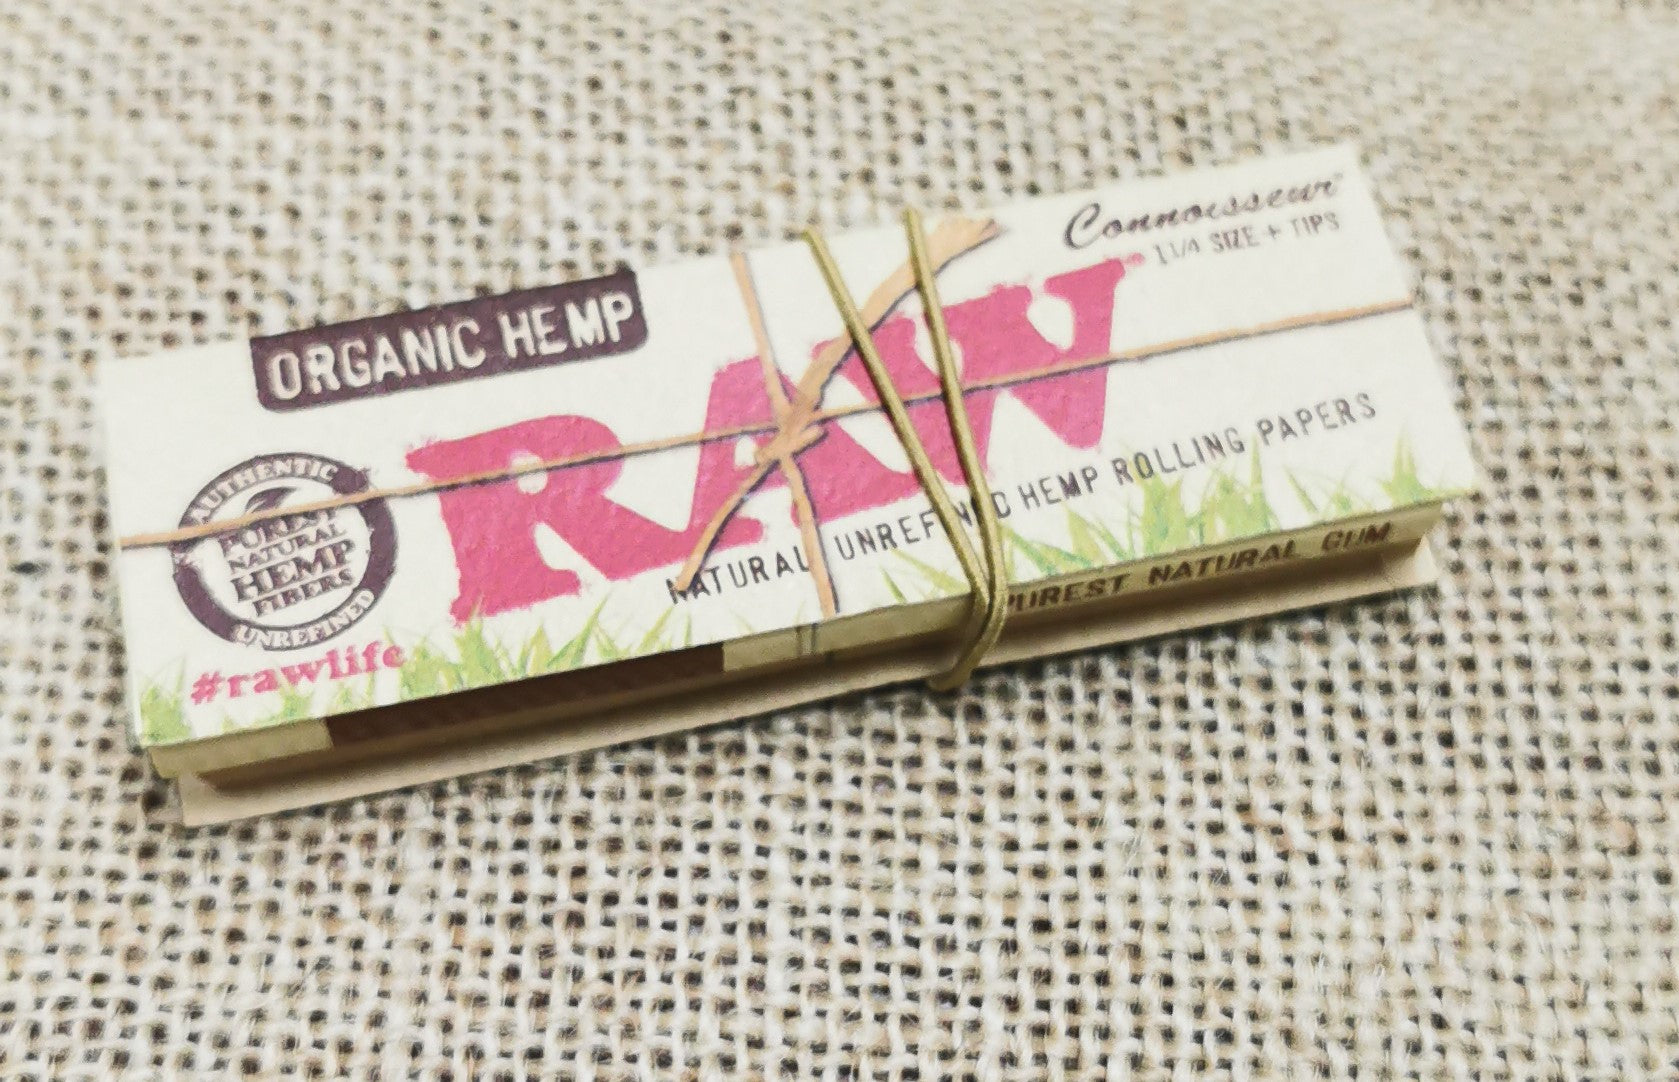 Connoisseur™
1 1/4 SIZE + TIPS
ORGANIC HEMP
RAW
AUTHENTIC
PUREST
NATURAL
HEMP
FIBERS
UNREFINED
NATURAL UNREFINED HEMP ROLLING PAPERS
#rawlife
PUREST NATURAL GUM